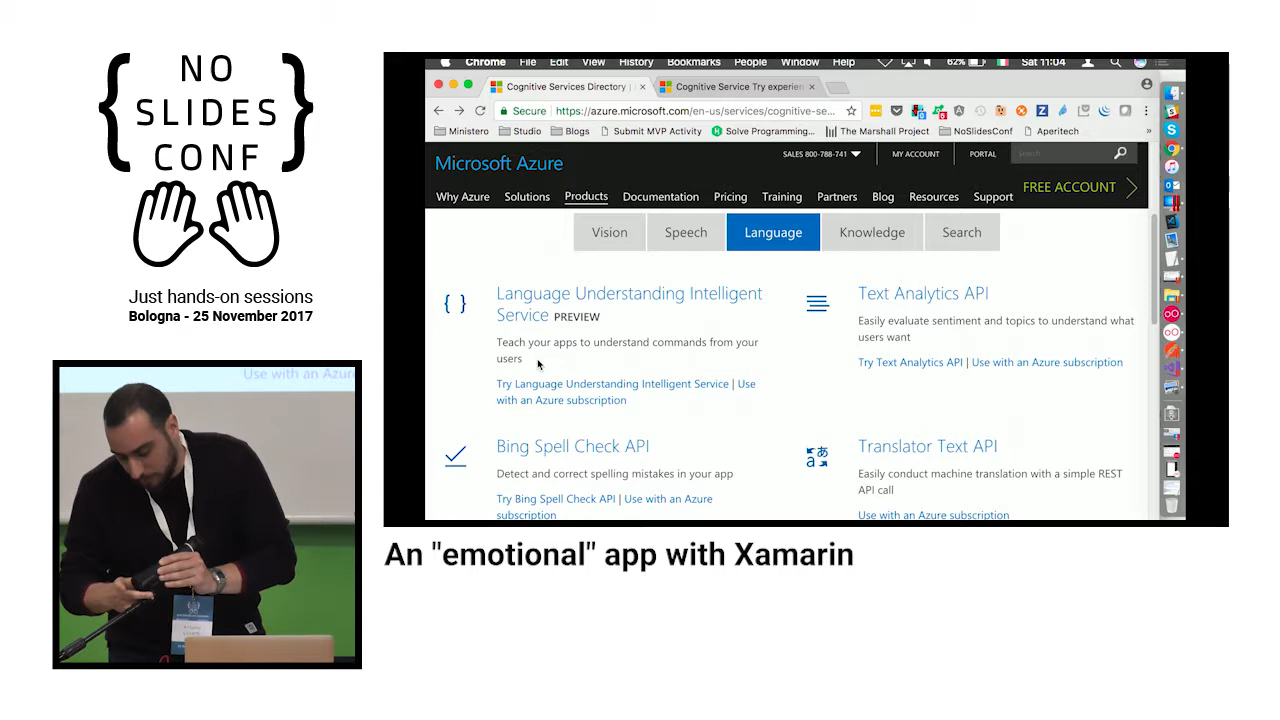 NO
SLIDES
CONF
Just hands-on sessions
Bologna - 25 November 2017
Chrome File Edit View History Bookmarks People Window Help 62% Sat 11:04
Cognitive Services Directory | Cognitive Service Try experien
Secure https://azure.microsoft.com/en-us/services/cognitive-se...
Ministero Studio Blogs Submit MVP Activity Solve Programming... The Marshall Project NoSlidesConf Aperitech »
Microsoft Azure
SALES 800-788-741 MY ACCOUNT PORTAL Search
Why Azure Solutions Products Documentation Pricing Training Partners Blog Resources Support FREE ACCOUNT
Vision Speech Language Knowledge Search
Language Understanding Intelligent
Service PREVIEW
Teach your apps to understand commands from your
users
Try Language Understanding Intelligent Service | Use
with an Azure subscription
Text Analytics API
Easily evaluate sentiment and topics to understand what
users want
Try Text Analytics API | Use with an Azure subscription
Bing Spell Check API
Detect and correct spelling mistakes in your app
Try Bing Spell Check API | Use with an Azure
subscription
Translator Text API
Easily conduct machine translation with a simple REST
API call
Use with an Azure subscription
Use with an Azur
An "emotional" app with Xamarin